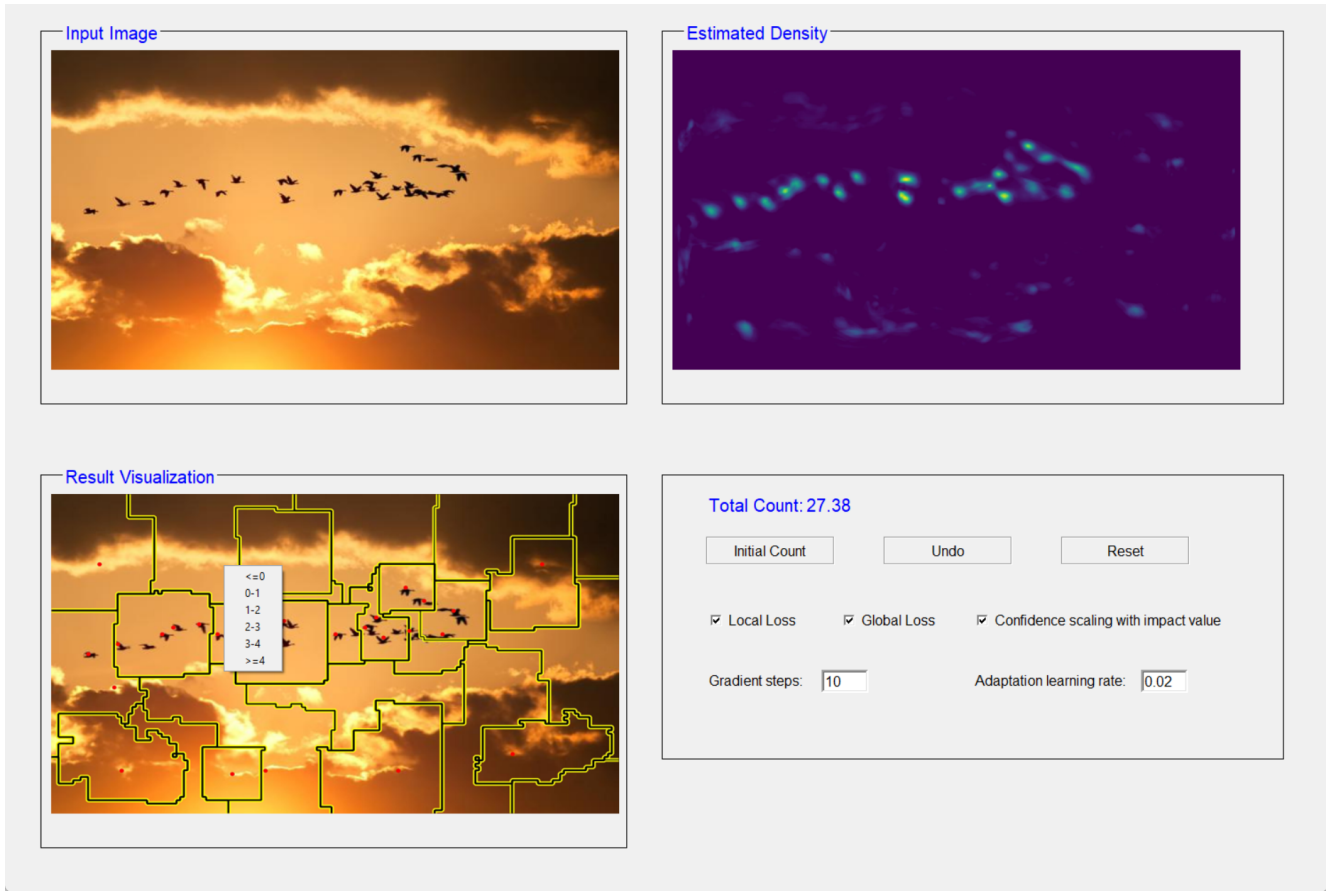 Input Image
Estimated Density
Result Visualization
<=0
0-1
1-2
2-3
3-4
>=4
Total Count: 27.38
Initial Count Undo Reset
Local Loss Global Loss Confidence scaling with impact value
Gradient steps: 10 Adaptation learning rate: 0.02